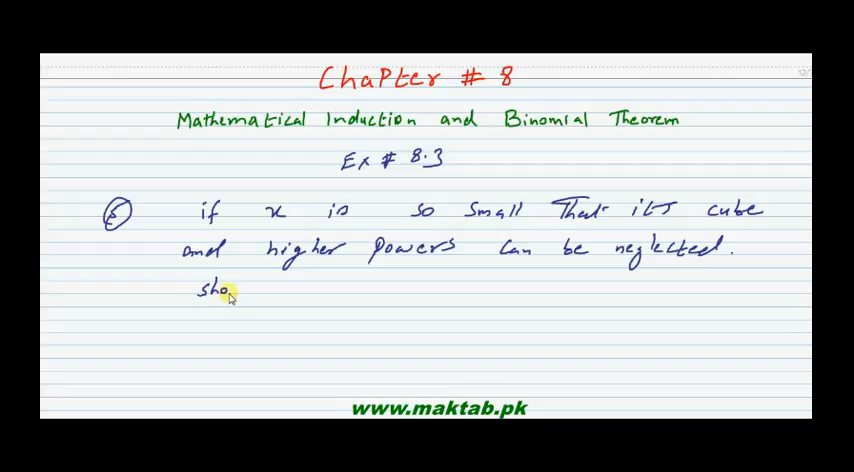 ChaPter # 8
Mathematical Induction and Binomial Theorem
Ex # 8.3
if x is so small That its cube
and higher powers can be neglected.
sho
www.maktab.pk